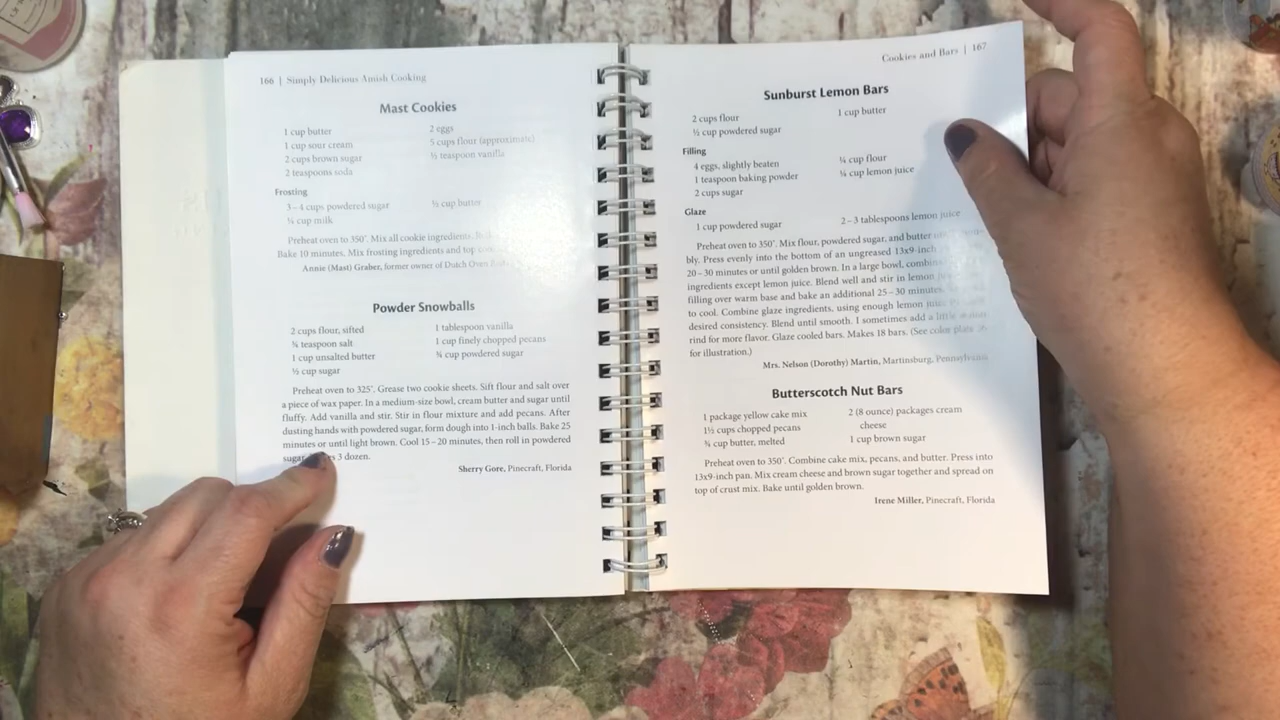 166 | Simply Delicious Amish Cooking
Mast Cookies
1 cup butter
1 cup sour cream
2 cups brown sugar
2 teaspoons soda
2 eggs
5 cups flour (approximate)
½ teaspoon vanilla
Frosting
3–4 cups powdered sugar
¼ cup milk
½ cup butter
Preheat oven to 350°. Mix all cookie ingredients.
Bake 10 minutes. Mix frosting ingredients and top
Annie (Mast) Graber, former owner of Dutch Oven
Powder Snowballs
2 cups flour, sifted
¾ teaspoon salt
1 cup unsalted butter
½ cup sugar
1 tablespoon vanilla
1 cup finely chopped pecans
¾ cup powdered sugar
Preheat oven to 325°. Grease two cookie sheets. Sift flour and salt over
a piece of wax paper. In a medium-size bowl, cream butter and sugar until
fluffy. Add vanilla and stir. Stir in flour mixture and add pecans. After
dusting hands with powdered sugar, form dough into 1-inch balls. Bake 25
minutes or until light brown. Cool 15–20 minutes, then roll in powdered
sugar. 3 dozen.
Sherry Gore, Pinecraft, Florida
Cookies and Bars | 167
Sunburst Lemon Bars
2 cups flour
½ cup powdered sugar
1 cup butter
Filling
4 eggs, slightly beaten
1 teaspoon baking powder
2 cups sugar
¼ cup flour
¼ cup lemon juice
Glaze
1 cup powdered sugar
2–3 tablespoons lemon juice
Preheat oven to 350°. Mix flour, powdered sugar, and butter
bly. Press evenly into the bottom of an ungreased 13x9-inch
20–30 minutes or until golden brown. In a large bowl,
ingredients except lemon juice. Blend well and stir in lemon
filling over warm base and bake an additional 25–30 minutes.
to cool. Combine glaze ingredients, using enough lemon juice
desired consistency. Blend until smooth. I sometimes add a little
rind for more flavor. Glaze cooled bars. Makes 18 bars. (See color plate
for illustration.)
Mrs. Nelson (Dorothy) Martin, Martinsburg, Pennsylvania
Butterscotch Nut Bars
1 package yellow cake mix
1½ cups chopped pecans
¾ cup butter, melted
2 (8 ounce) packages cream
cheese
1 cup brown sugar
Preheat oven to 350°. Combine cake mix, pecans, and butter. Press into
13x9-inch pan. Mix cream cheese and brown sugar together and spread on
top of crust mix. Bake until golden brown.
Irene Miller, Pinecraft, Florida